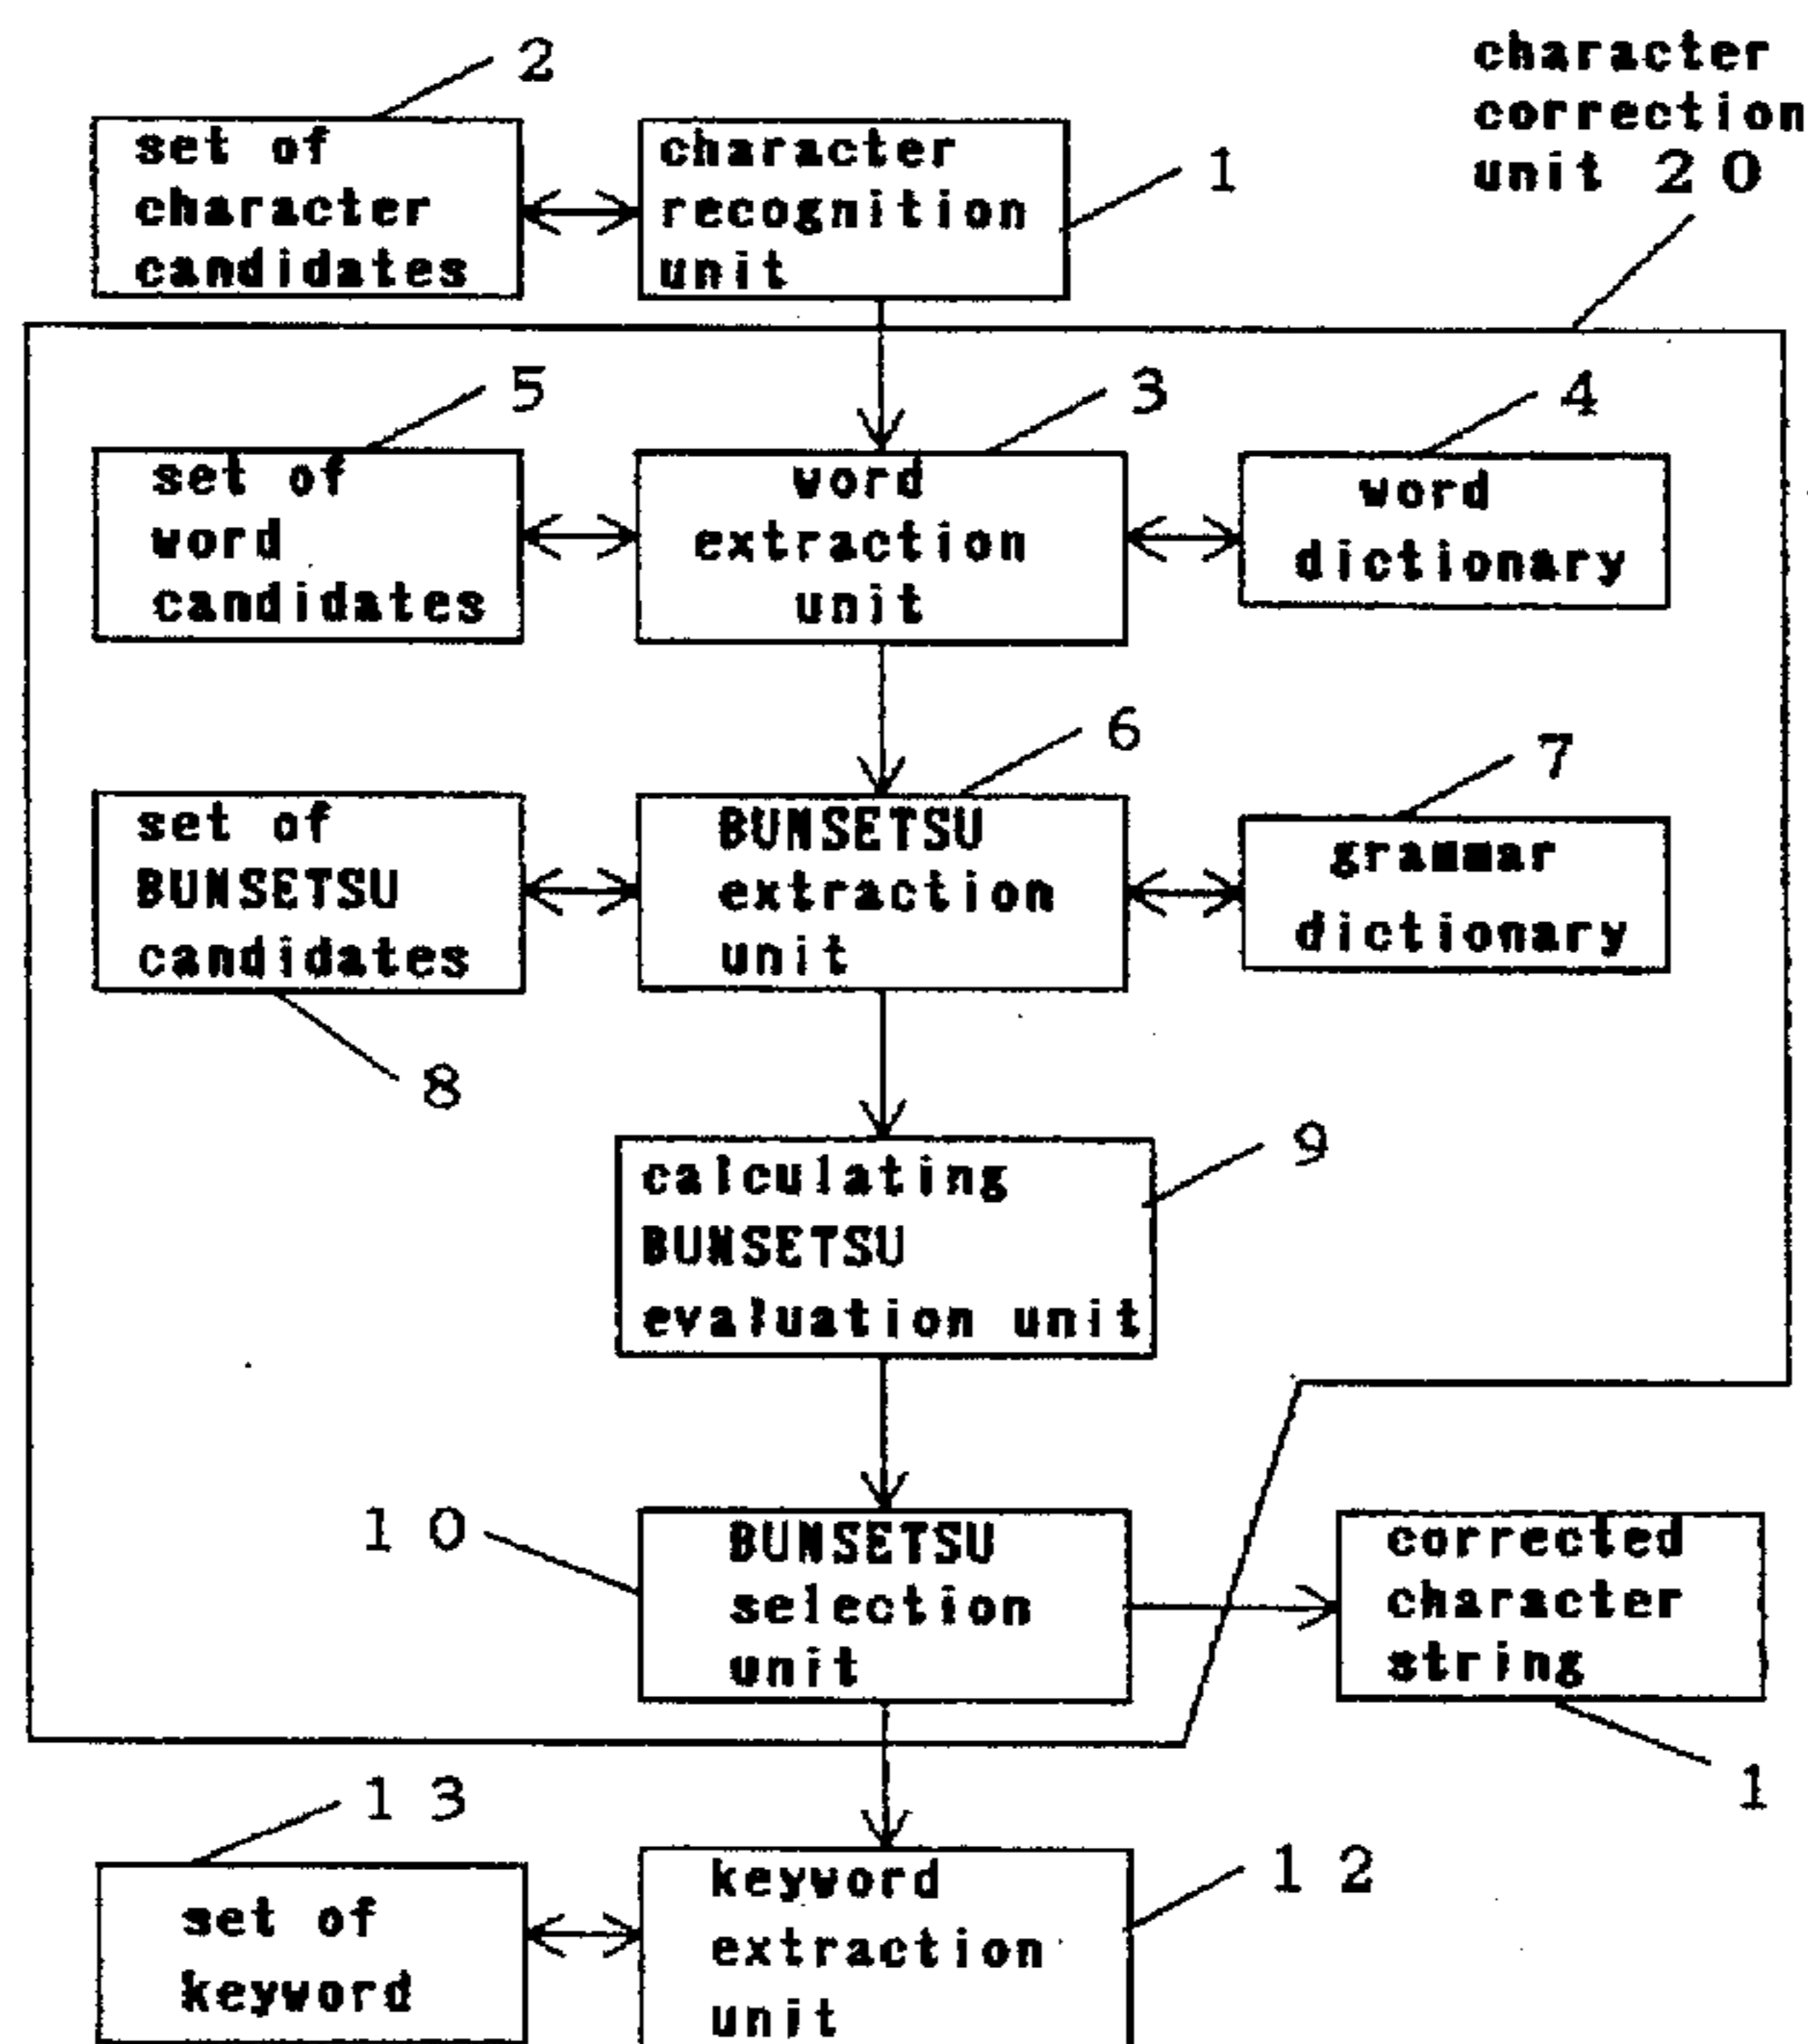 character
correction
unit 20
2
set of
character
candidates
character
recognition
unit
1
5
set of
word
candidates
3
word
extraction
unit
4
word
dictionary
8
set of
BUNSETSU
candidates
6
BUNSETSU
extraction
unit
7
grammar
dictionary
9
calculating
BUNSETSU
evaluation unit
10
BUNSETSU
selection
unit
corrected
character
string
1
13
set of
keyword
12
keyword
extraction
unit